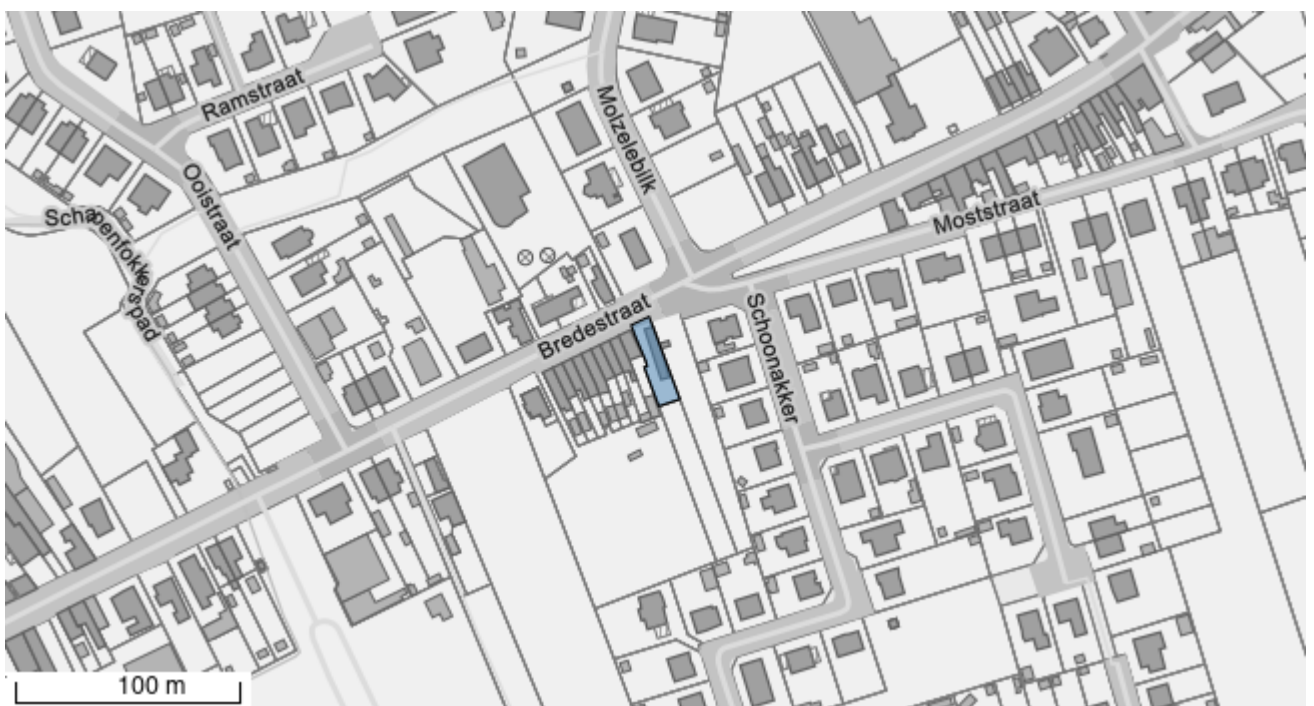 Ramstraat
Molzelebilk
Ooistraat
Schapenfokkerspad
Moststraat
Bredestraat
Schoonakker
100 m